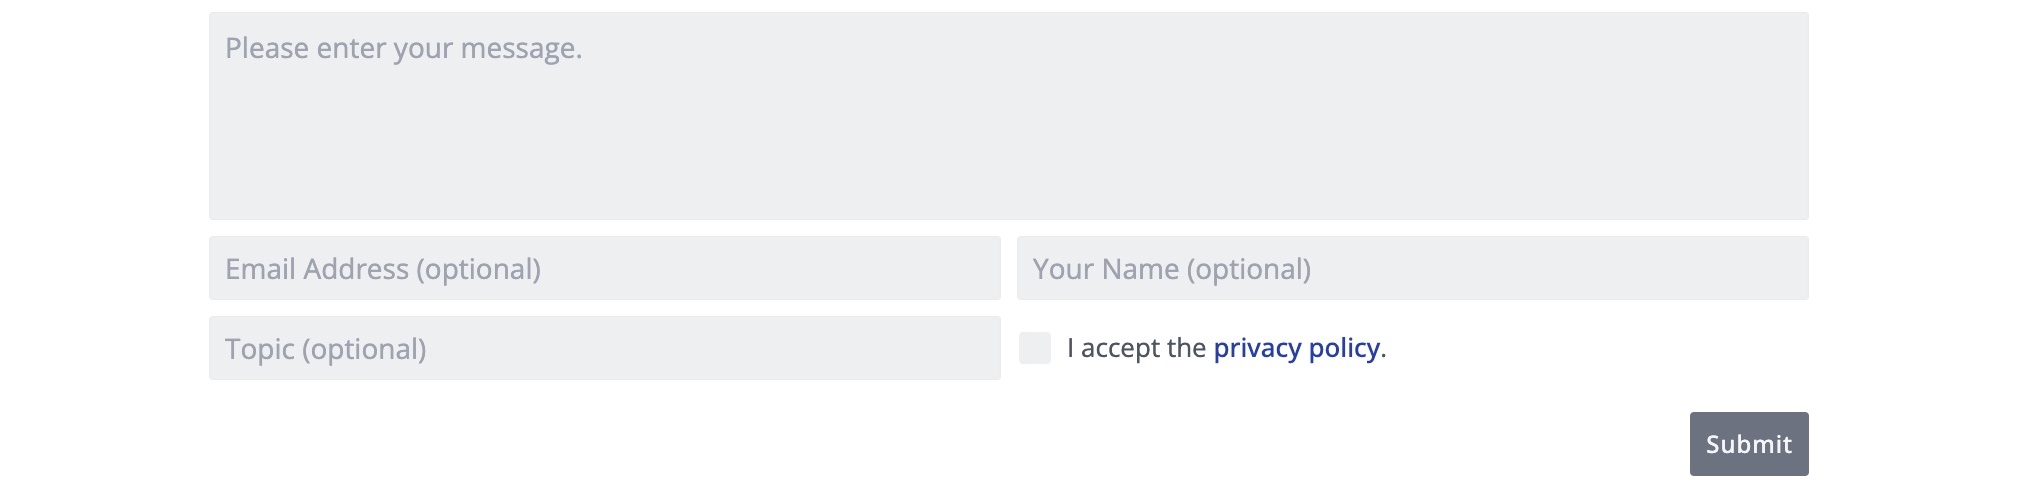 Please enter your message.
Email Address (optional)
Your Name (optional)
Topic (optional)
I accept the privacy policy.
Submit